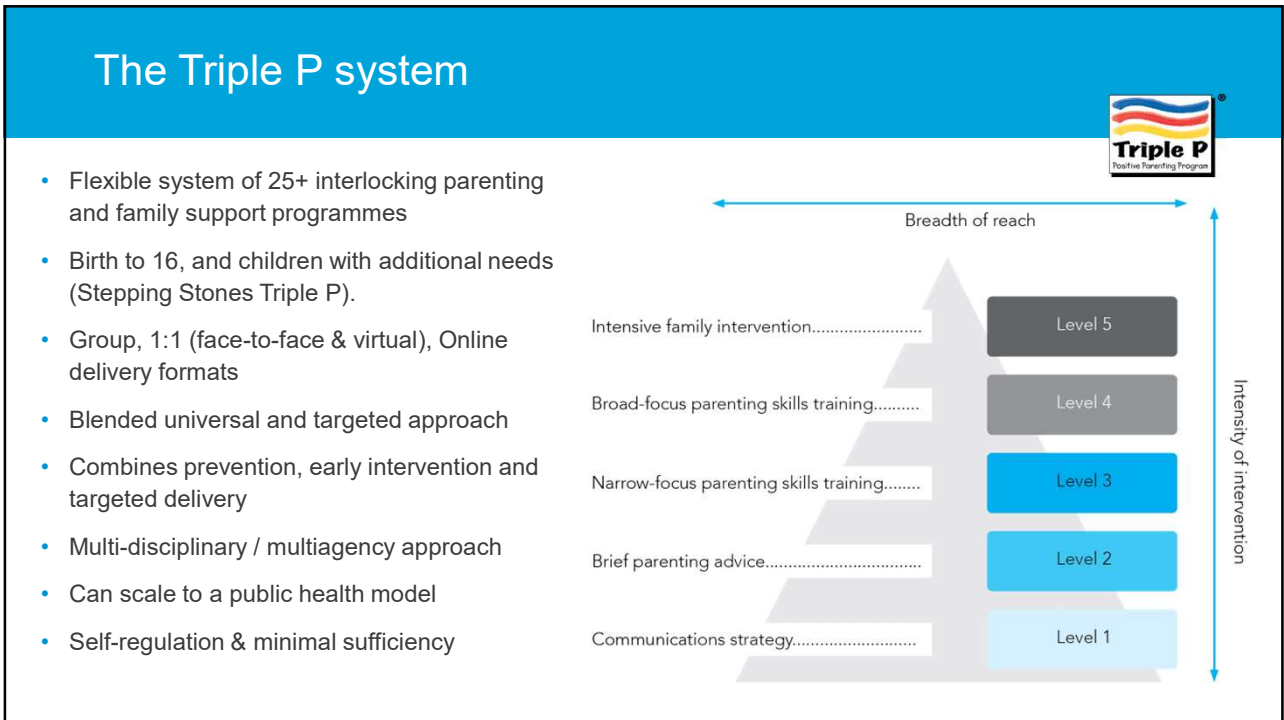 The Triple P system
®
Triple P
Positive Parenting Program
• Flexible system of 25+ interlocking parenting
and family support programmes
• Birth to 16, and children with additional needs
(Stepping Stones Triple P).
• Group, 1:1 (face-to-face & virtual), Online
delivery formats
• Blended universal and targeted approach
• Combines prevention, early intervention and
targeted delivery
• Multi-disciplinary / multiagency approach
• Can scale to a public health model
• Self-regulation & minimal sufficiency
Breadth of reach
Intensive family intervention........................ Level 5
Broad-focus parenting skills training.......... Level 4
Narrow-focus parenting skills training........ Level 3
Brief parenting advice.................................. Level 2
Communications strategy........................... Level 1
Intensity of intervention